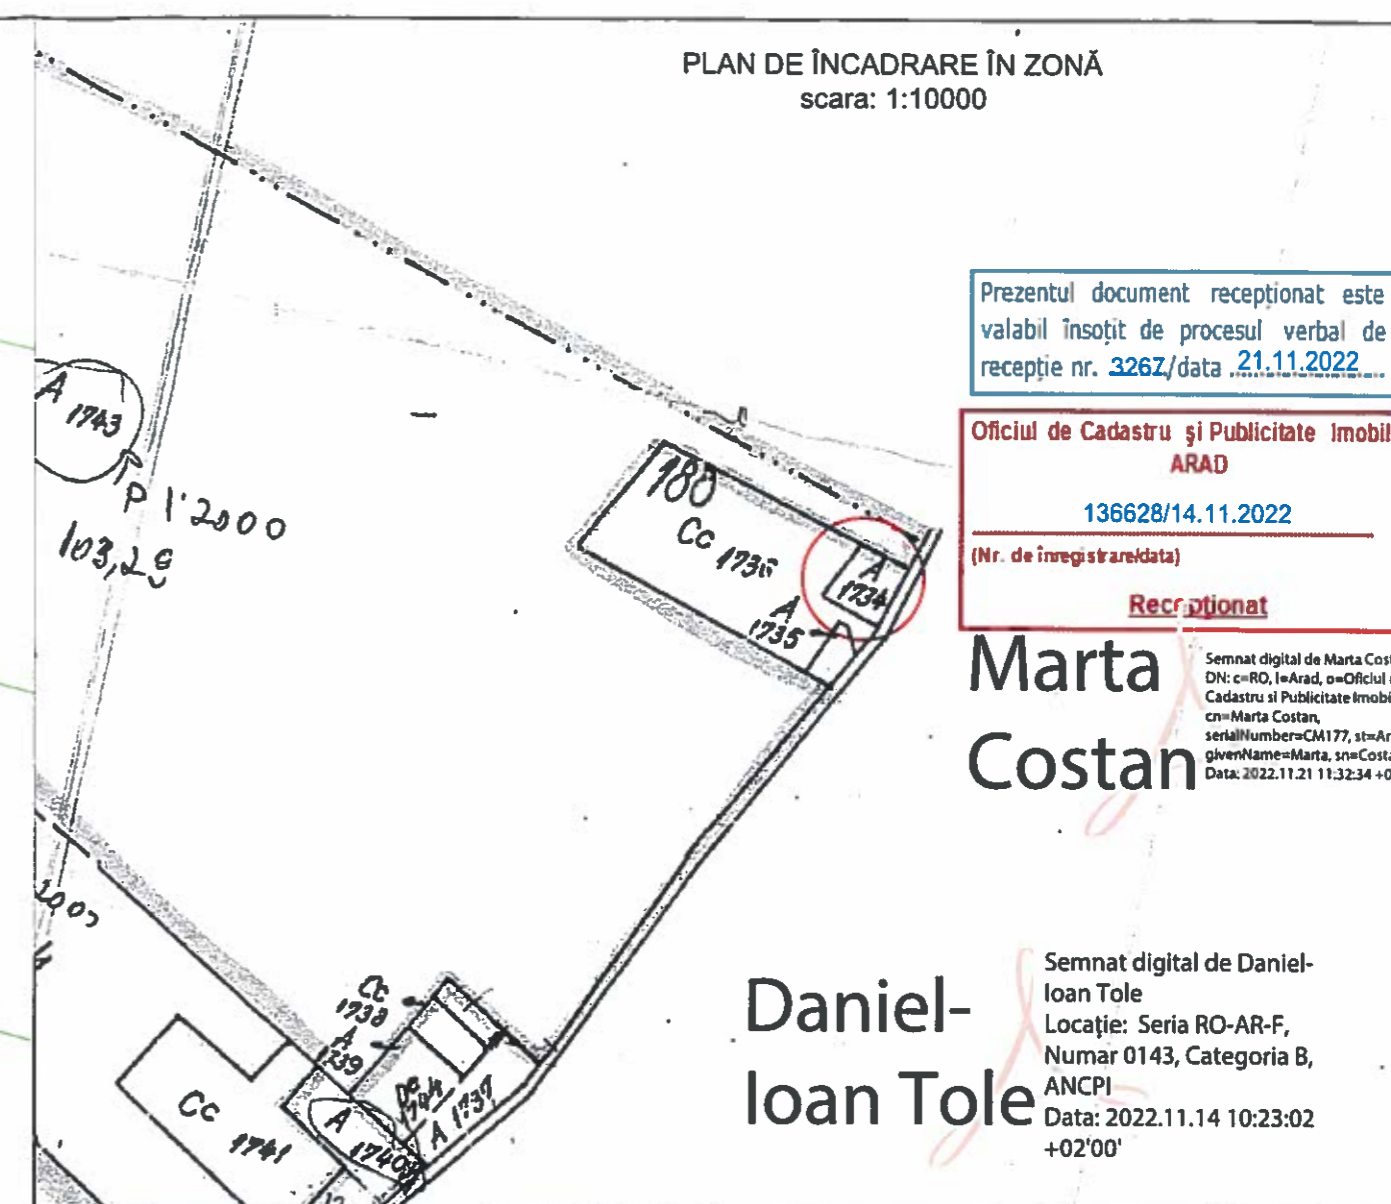 PLAN DE ÎNCADRARE ÎN ZONĂ
scara: 1:10000
Prezentul document recepționat este
valabil însoțit de procesul verbal de
recepție nr. 3267/data 21.11.2022
Oficiul de Cadastru și Publicitate Imobil
ARAD
136628/14.11.2022
(Nr. de înregistrare/data)
Recepționat
A
1743
P 1:2000
103,29
180
Cc 1736
A
1734
A
1735
Marta
Costan
Semnat digital de Marta Cost
DN: c=RO, l=Arad, o=Oficiul
Cadastru si Publicitate Imobi
cn=Marta Costan,
serialNumber=CM177, st=Ar
givenName=Marta, sn=Costa
Data: 2022.11.21 11:32:34 +0
Cc
1738
A
1739
A 1737
Cc
1741
A
1740
Daniel-
Ioan Tole
Semnat digital de Daniel-
Ioan Tole
Locație: Seria RO-AR-F,
Numar 0143, Categoria B,
ANCPI
Data: 2022.11.14 10:23:02
+02'00'